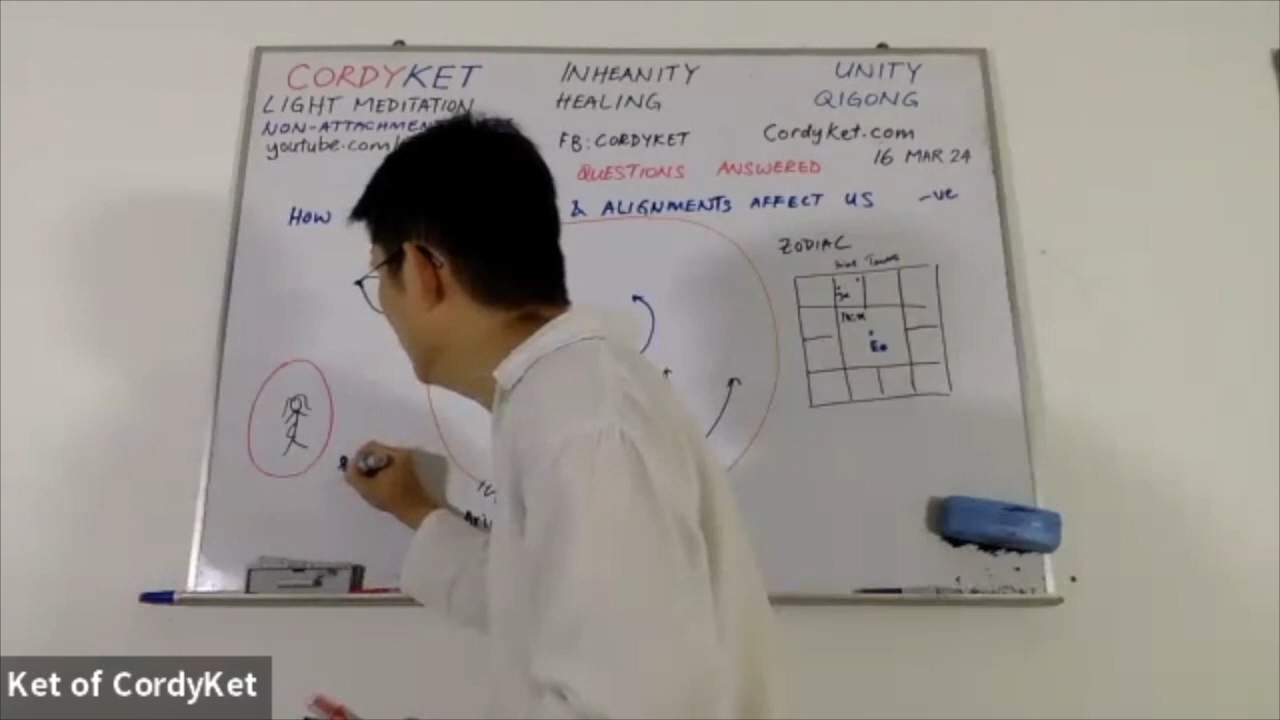 CORDYKET INHEANITY UNITY
LIGHT MEDITATION HEALING QIGONG
NON-ATTACHMEN
youtube.com/ FB: CORDYKET CordyKet.com
16 MAR 24
QUESTIONS ANSWERED
HOW & ALIGNMENTS AFFECT US -ve
ZODIAC
Ket of CordyKet